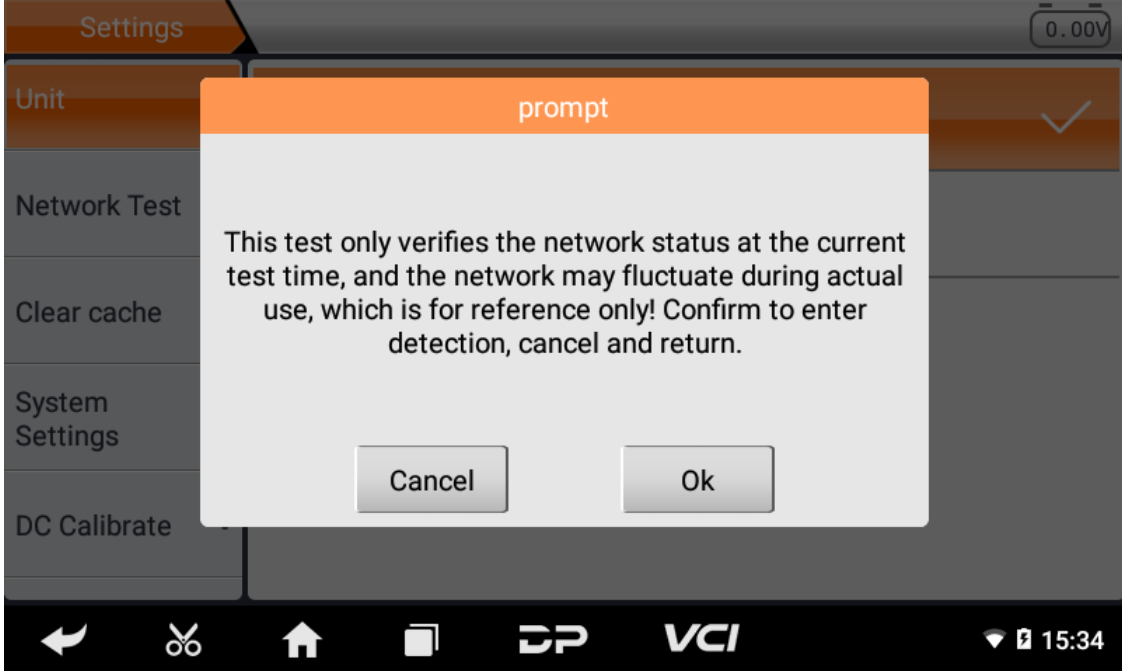 Settings
0.00V
Unit
prompt
Network Test
This test only verifies the network status at the current
test time, and the network may fluctuate during actual
use, which is for reference only! Confirm to enter
detection, cancel and return.
Clear cache
System
Settings
Cancel
Ok
DC Calibrate
DP
VCI
15:34